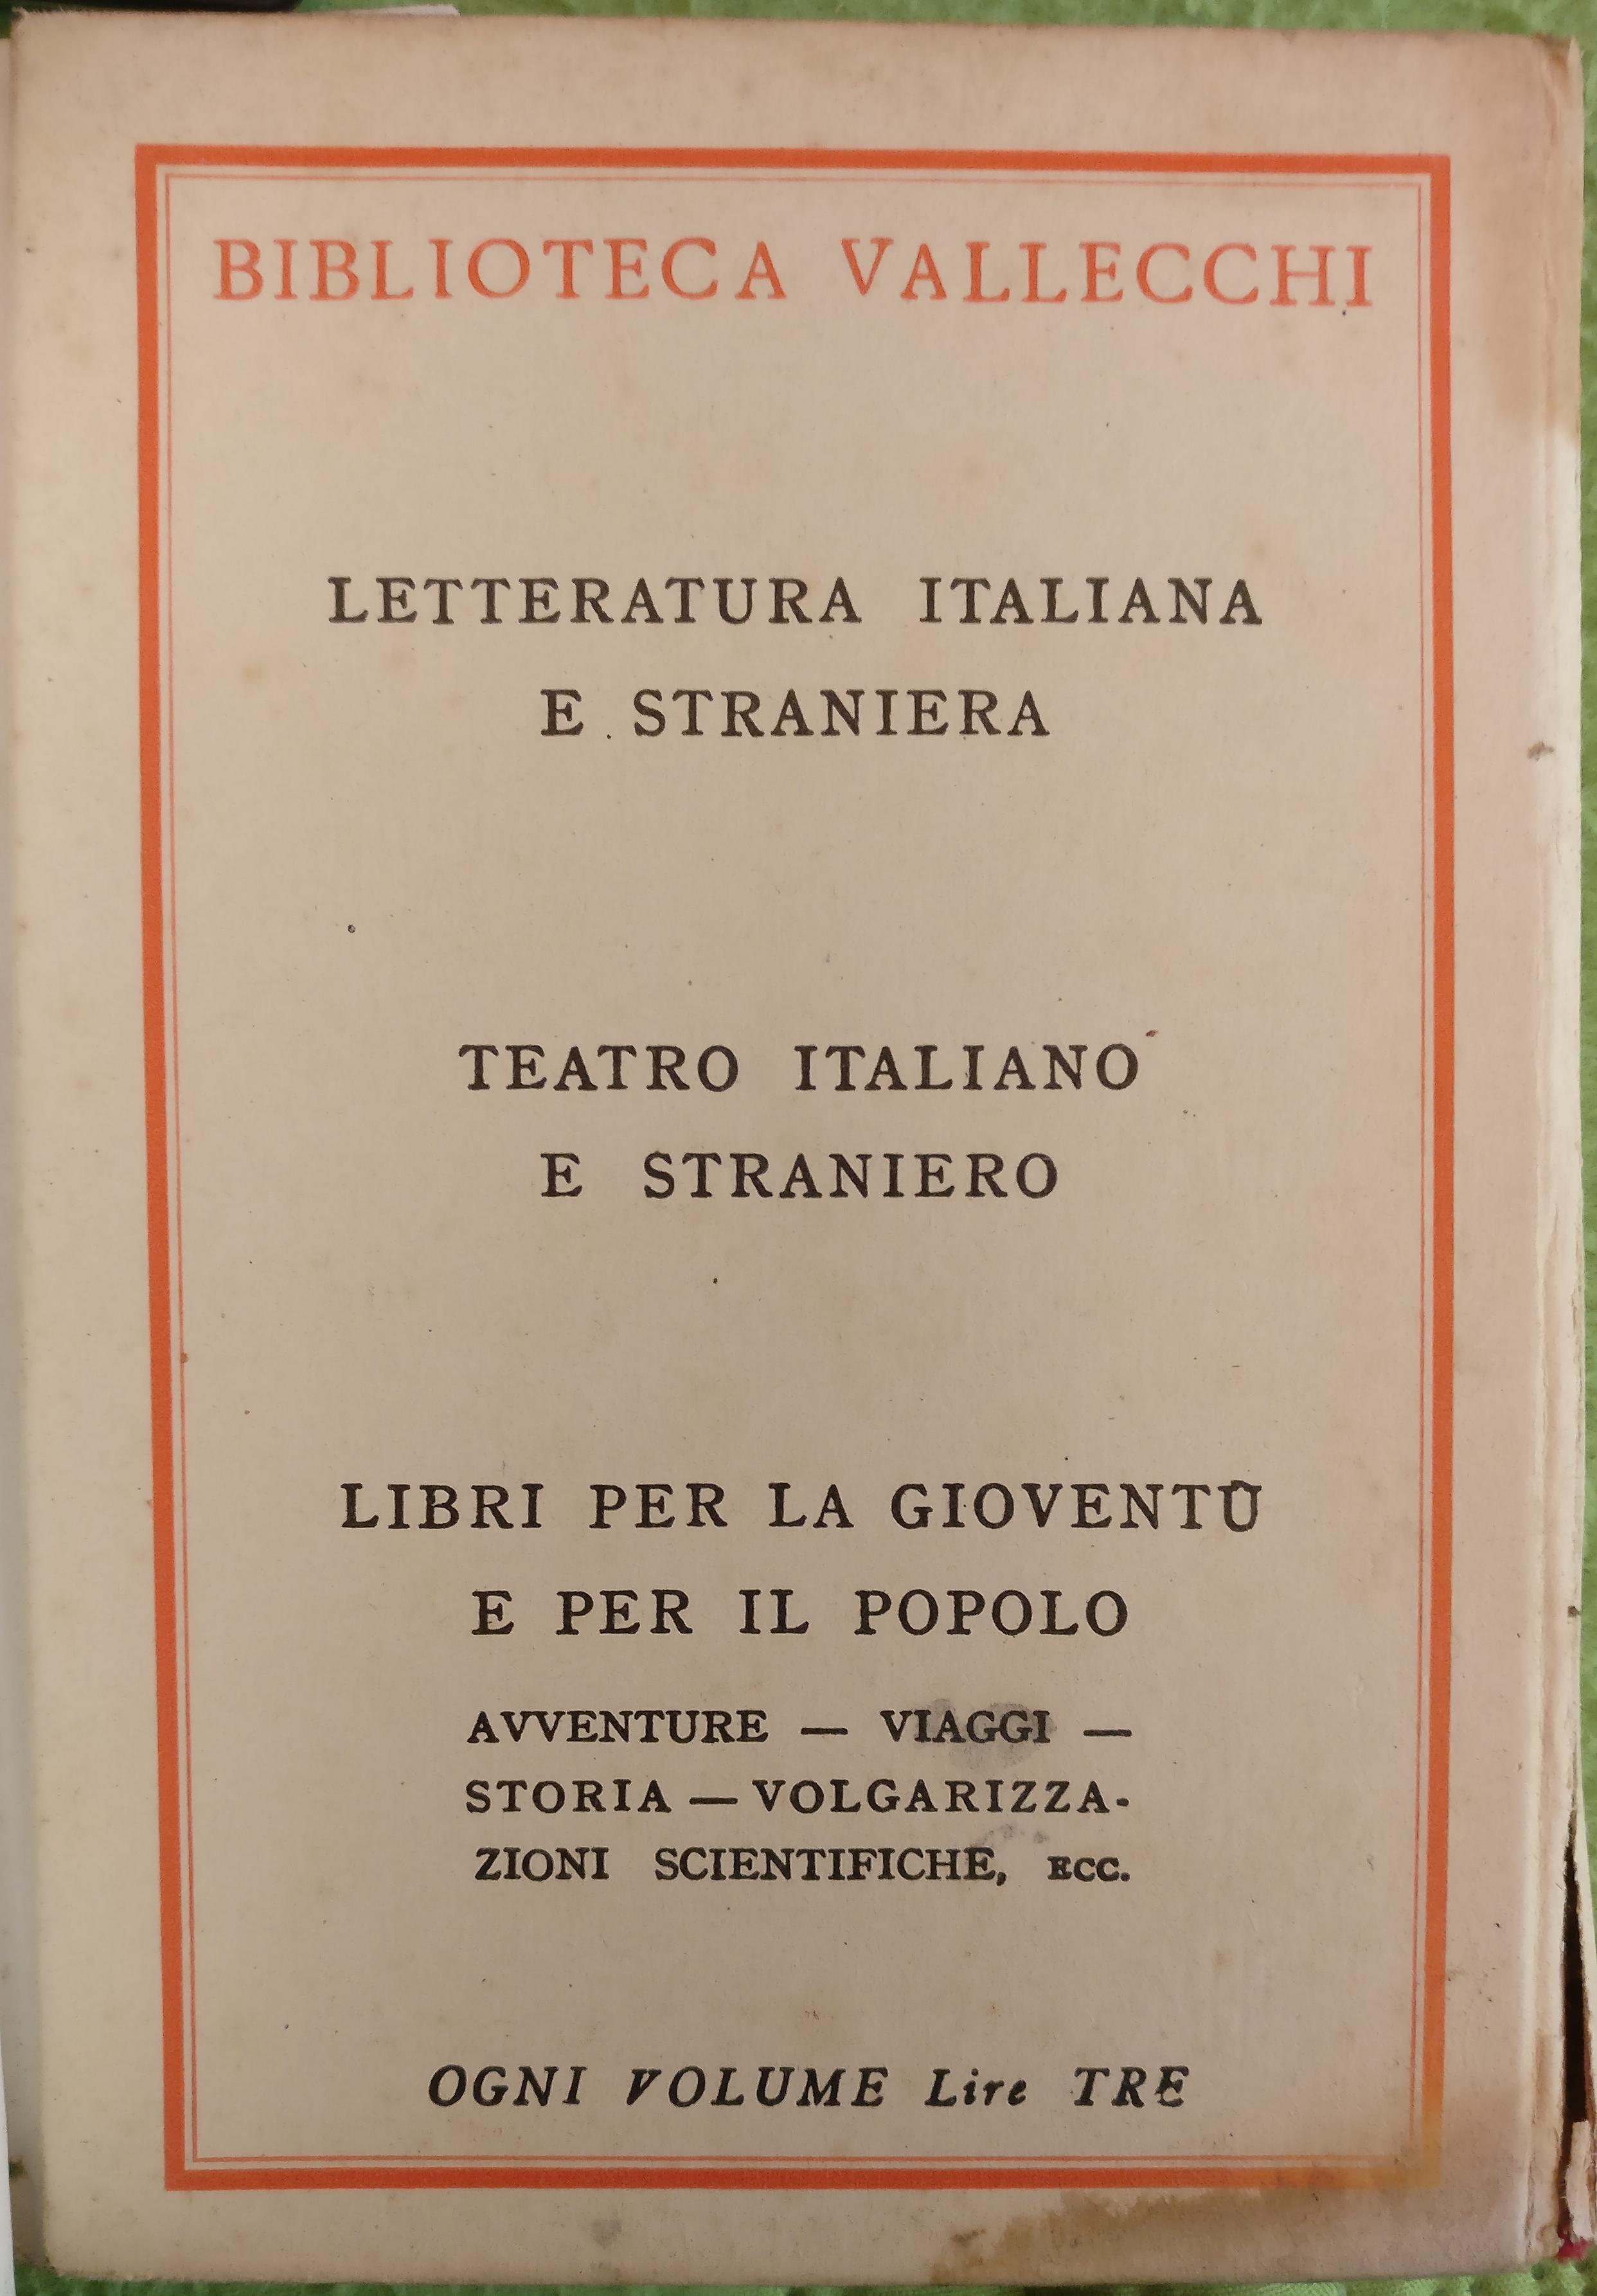 BIBLIOTECA VALLECCHI
LETTERATURA ITALIANA
E STRANIERA
TEATRO ITALIANO
E STRANIERO
LIBRI PER LA GIOVENTÙ
E PER IL POPOLO
AVVENTURE — VIAGGI —
STORIA — VOLGARIZZA-
ZIONI SCIENTIFICHE, ECC.
OGNI VOLUME Lire TRE